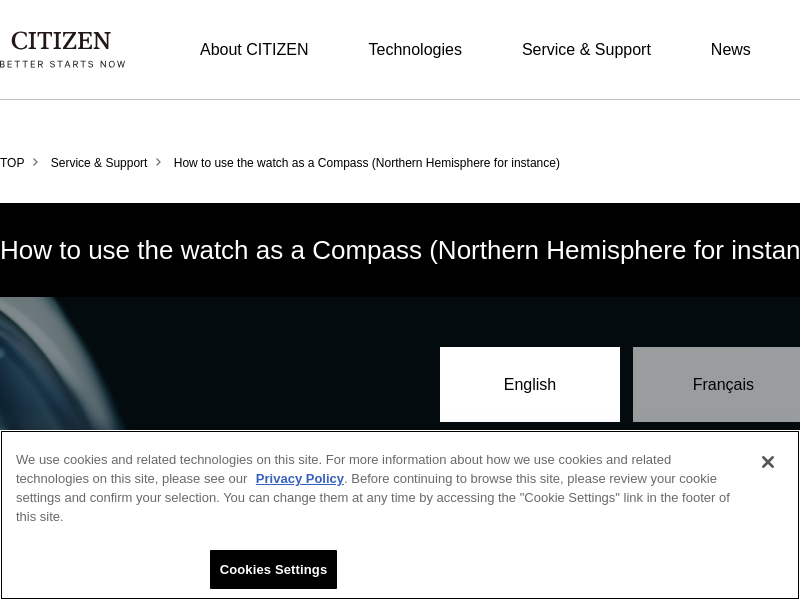 CITIZEN
BETTER STARTS NOW
About CITIZEN
Technologies
Service & Support
News
TOP
Service & Support
How to use the watch as a Compass (Northern Hemisphere for instance)
How to use the watch as a Compass (Northern Hemisphere for instan
English
Français
We use cookies and related technologies on this site. For more information about how we use cookies and related
technologies on this site, please see our Privacy Policy. Before continuing to browse this site, please review your cookie
settings and confirm your selection. You can change them at any time by accessing the "Cookie Settings" link in the footer of
this site.
Cookies Settings